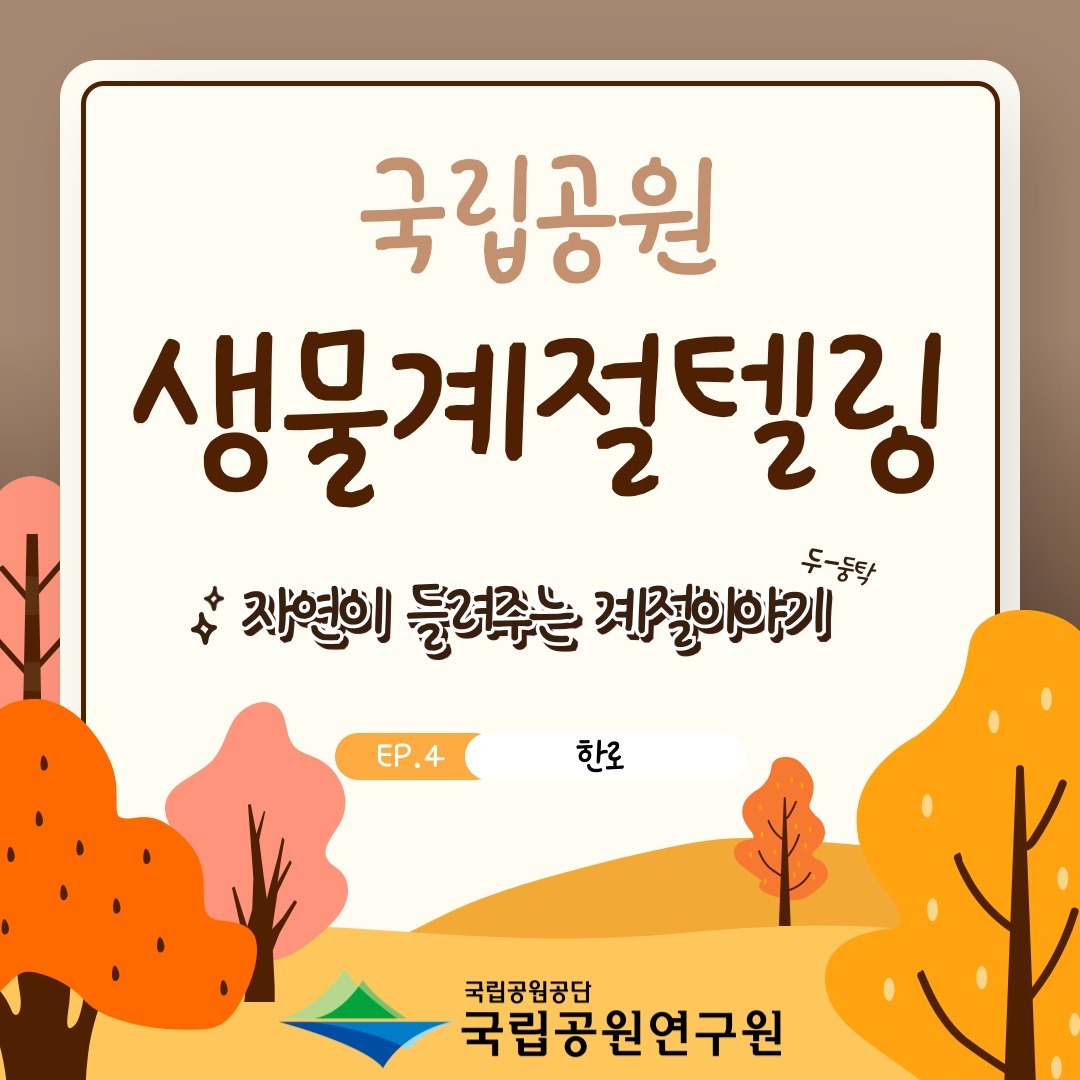 국립공원
생물계절텔링
두-둥탁
자연이 들려주는 계절이야기
EP.4 한로
국립공원공단
국립공원연구원